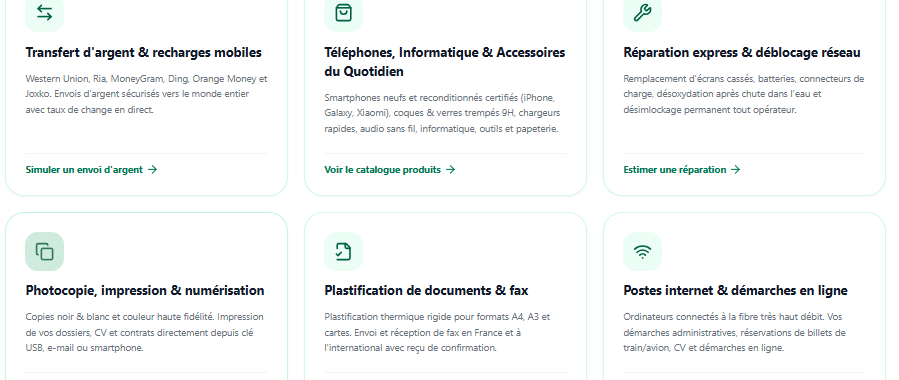 Transfert d'argent & recharges mobiles
Western Union, Ria, MoneyGram, Ding, Orange Money et
Joxko. Envois d'argent sécurisés vers le monde entier
avec taux de change en direct.
Simuler un envoi d'argent →
Téléphones, Informatique & Accessoires
du Quotidien
Smartphones neufs et reconditionnés certifiés (iPhone,
Galaxy, Xiaomi), coques & verres trempés 9H, chargeurs
rapides, audio sans fil, informatique, outils et papeterie.
Voir le catalogue produits →
Réparation express & déblocage réseau
Remplacement d'écrans cassés, batteries, connecteurs de
charge, désoxydation après chute dans l'eau et
désimlockage permanent tout opérateur.
Estimer une réparation →
Photocopie, impression & numérisation
Copies noir & blanc et couleur haute fidélité. Impression
de vos dossiers, CV et contrats directement depuis clé
USB, e-mail ou smartphone.
Plastification de documents & fax
Plastification thermique rigide pour formats A4, A3 et
cartes. Envoi et réception de fax en France et à
l'international avec reçu de confirmation.
Postes internet & démarches en ligne
Ordinateurs connectés à la fibre très haut débit. Vos
démarches administratives, réservations de billets de
train/avion, CV et démarches en ligne.